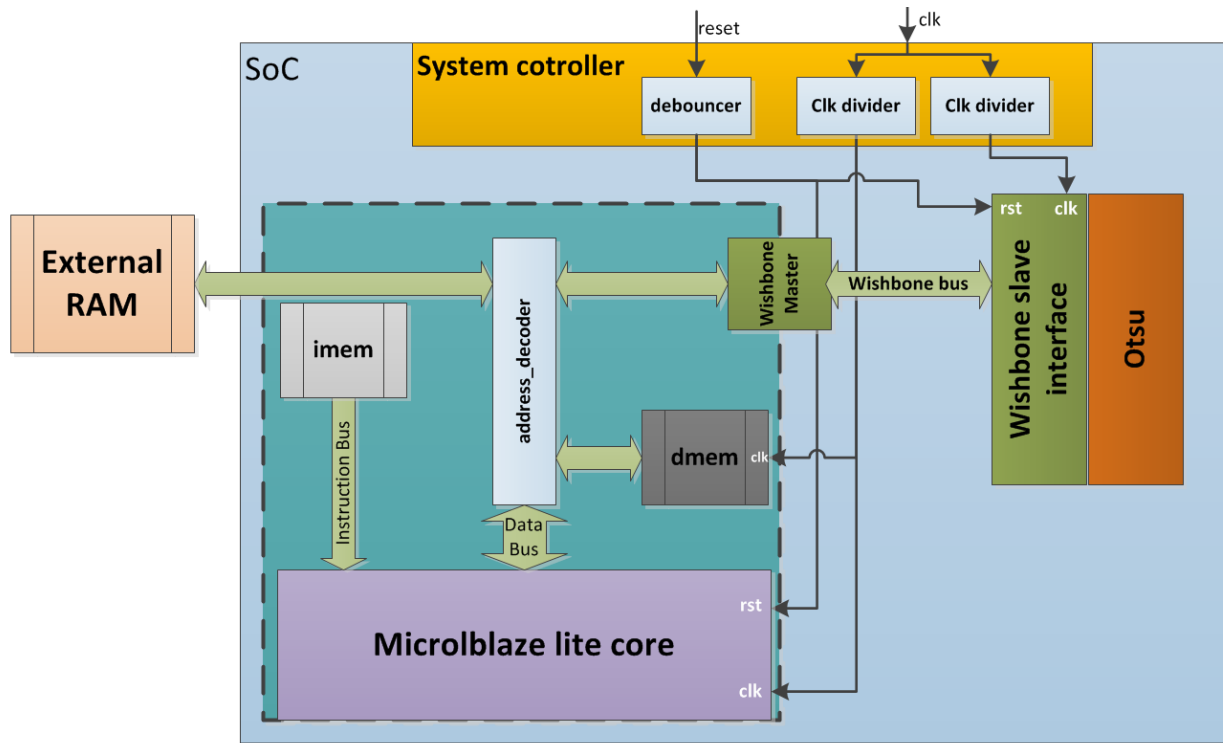 reset
clk
SoC
System cotroller
debouncer
Clk divider
Clk divider
External
RAM
imem
address_decoder
Wishbone
Master
Wishbone bus
rst
clk
Wishbone slave
interface
Otsu
Instruction Bus
dmem
clk
Data
Bus
Microlblaze lite core
rst
clk